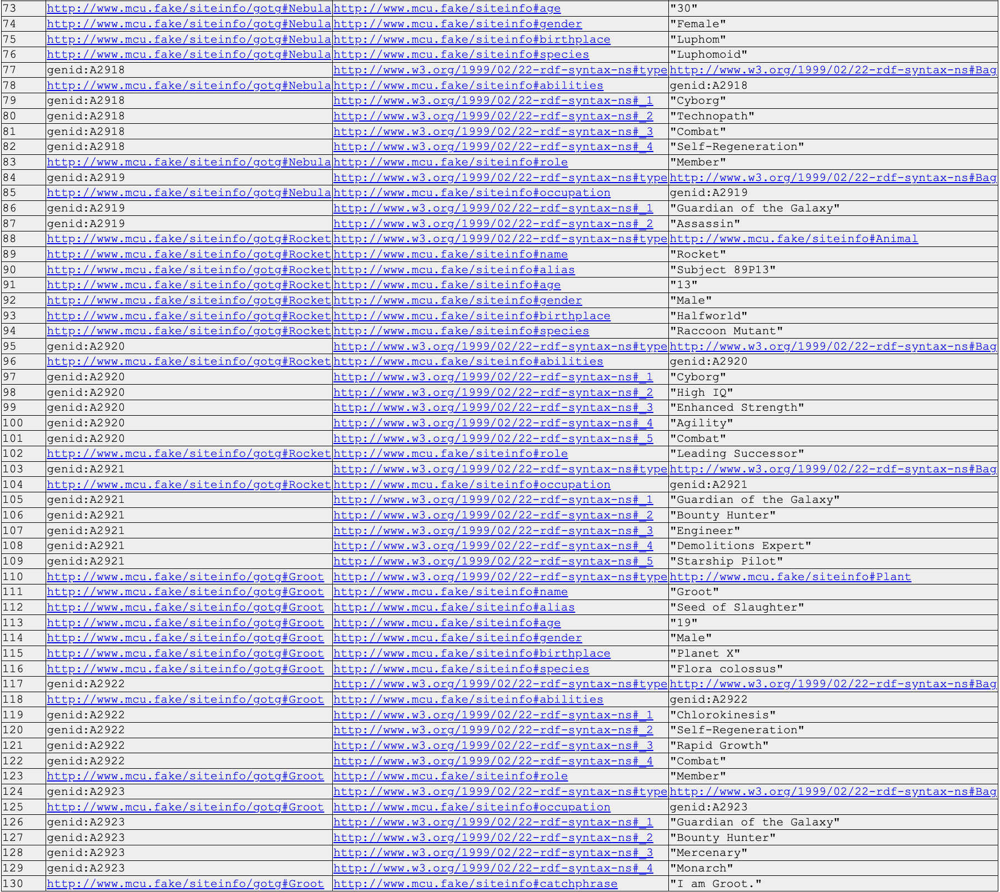 73 http://www.mcu.fake/siteinfo/gotg#Nebula http://www.mcu.fake/siteinfo#age "30"
74 http://www.mcu.fake/siteinfo/gotg#Nebula http://www.mcu.fake/siteinfo#gender "Female"
75 http://www.mcu.fake/siteinfo/gotg#Nebula http://www.mcu.fake/siteinfo#birthplace "Luphom"
76 http://www.mcu.fake/siteinfo/gotg#Nebula http://www.mcu.fake/siteinfo#species "Luphomoid"
77 genid:A2918 http://www.w3.org/1999/02/22-rdf-syntax-ns#type http://www.w3.org/1999/02/22-rdf-syntax-ns#Bag
78 http://www.mcu.fake/siteinfo/gotg#Nebula http://www.mcu.fake/siteinfo#abilities genid:A2918
79 genid:A2918 http://www.w3.org/1999/02/22-rdf-syntax-ns#_1 "Cyborg"
80 genid:A2918 http://www.w3.org/1999/02/22-rdf-syntax-ns#_2 "Technopath"
81 genid:A2918 http://www.w3.org/1999/02/22-rdf-syntax-ns#_3 "Combat"
82 genid:A2918 http://www.w3.org/1999/02/22-rdf-syntax-ns#_4 "Self-Regeneration"
83 http://www.mcu.fake/siteinfo/gotg#Nebula http://www.mcu.fake/siteinfo#role "Member"
84 genid:A2919 http://www.w3.org/1999/02/22-rdf-syntax-ns#type http://www.w3.org/1999/02/22-rdf-syntax-ns#Bag
85 http://www.mcu.fake/siteinfo/gotg#Nebula http://www.mcu.fake/siteinfo#occupation genid:A2919
86 genid:A2919 http://www.w3.org/1999/02/22-rdf-syntax-ns#_1 "Guardian of the Galaxy"
87 genid:A2919 http://www.w3.org/1999/02/22-rdf-syntax-ns#_2 "Assassin"
88 http://www.mcu.fake/siteinfo/gotg#Rocket http://www.w3.org/1999/02/22-rdf-syntax-ns#type http://www.mcu.fake/siteinfo#Animal
89 http://www.mcu.fake/siteinfo/gotg#Rocket http://www.mcu.fake/siteinfo#name "Rocket"
90 http://www.mcu.fake/siteinfo/gotg#Rocket http://www.mcu.fake/siteinfo#alias "Subject 89P13"
91 http://www.mcu.fake/siteinfo/gotg#Rocket http://www.mcu.fake/siteinfo#age "13"
92 http://www.mcu.fake/siteinfo/gotg#Rocket http://www.mcu.fake/siteinfo#gender "Male"
93 http://www.mcu.fake/siteinfo/gotg#Rocket http://www.mcu.fake/siteinfo#birthplace "Halfworld"
94 http://www.mcu.fake/siteinfo/gotg#Rocket http://www.mcu.fake/siteinfo#species "Raccoon Mutant"
95 genid:A2920 http://www.w3.org/1999/02/22-rdf-syntax-ns#type http://www.w3.org/1999/02/22-rdf-syntax-ns#Bag
96 http://www.mcu.fake/siteinfo/gotg#Rocket http://www.mcu.fake/siteinfo#abilities genid:A2920
97 genid:A2920 http://www.w3.org/1999/02/22-rdf-syntax-ns#_1 "Cyborg"
98 genid:A2920 http://www.w3.org/1999/02/22-rdf-syntax-ns#_2 "High IQ"
99 genid:A2920 http://www.w3.org/1999/02/22-rdf-syntax-ns#_3 "Enhanced Strength"
100 genid:A2920 http://www.w3.org/1999/02/22-rdf-syntax-ns#_4 "Agility"
101 genid:A2920 http://www.w3.org/1999/02/22-rdf-syntax-ns#_5 "Combat"
102 http://www.mcu.fake/siteinfo/gotg#Rocket http://www.mcu.fake/siteinfo#role "Leading Successor"
103 genid:A2921 http://www.w3.org/1999/02/22-rdf-syntax-ns#type http://www.w3.org/1999/02/22-rdf-syntax-ns#Bag
104 http://www.mcu.fake/siteinfo/gotg#Rocket http://www.mcu.fake/siteinfo#occupation genid:A2921
105 genid:A2921 http://www.w3.org/1999/02/22-rdf-syntax-ns#_1 "Guardian of the Galaxy"
106 genid:A2921 http://www.w3.org/1999/02/22-rdf-syntax-ns#_2 "Bounty Hunter"
107 genid:A2921 http://www.w3.org/1999/02/22-rdf-syntax-ns#_3 "Engineer"
108 genid:A2921 http://www.w3.org/1999/02/22-rdf-syntax-ns#_4 "Demolitions Expert"
109 genid:A2921 http://www.w3.org/1999/02/22-rdf-syntax-ns#_5 "Starship Pilot"
110 http://www.mcu.fake/siteinfo/gotg#Groot http://www.w3.org/1999/02/22-rdf-syntax-ns#type http://www.mcu.fake/siteinfo#Plant
111 http://www.mcu.fake/siteinfo/gotg#Groot http://www.mcu.fake/siteinfo#name "Groot"
112 http://www.mcu.fake/siteinfo/gotg#Groot http://www.mcu.fake/siteinfo#alias "Seed of Slaughter"
113 http://www.mcu.fake/siteinfo/gotg#Groot http://www.mcu.fake/siteinfo#age "19"
114 http://www.mcu.fake/siteinfo/gotg#Groot http://www.mcu.fake/siteinfo#gender "Male"
115 http://www.mcu.fake/siteinfo/gotg#Groot http://www.mcu.fake/siteinfo#birthplace "Planet X"
116 http://www.mcu.fake/siteinfo/gotg#Groot http://www.mcu.fake/siteinfo#species "Flora colossus"
117 genid:A2922 http://www.w3.org/1999/02/22-rdf-syntax-ns#type http://www.w3.org/1999/02/22-rdf-syntax-ns#Bag
118 http://www.mcu.fake/siteinfo/gotg#Groot http://www.mcu.fake/siteinfo#abilities genid:A2922
119 genid:A2922 http://www.w3.org/1999/02/22-rdf-syntax-ns#_1 "Chlorokinesis"
120 genid:A2922 http://www.w3.org/1999/02/22-rdf-syntax-ns#_2 "Self-Regeneration"
121 genid:A2922 http://www.w3.org/1999/02/22-rdf-syntax-ns#_3 "Rapid Growth"
122 genid:A2922 http://www.w3.org/1999/02/22-rdf-syntax-ns#_4 "Combat"
123 http://www.mcu.fake/siteinfo/gotg#Groot http://www.mcu.fake/siteinfo#role "Member"
124 genid:A2923 http://www.w3.org/1999/02/22-rdf-syntax-ns#type http://www.w3.org/1999/02/22-rdf-syntax-ns#Bag
125 http://www.mcu.fake/siteinfo/gotg#Groot http://www.mcu.fake/siteinfo#occupation genid:A2923
126 genid:A2923 http://www.w3.org/1999/02/22-rdf-syntax-ns#_1 "Guardian of the Galaxy"
127 genid:A2923 http://www.w3.org/1999/02/22-rdf-syntax-ns#_2 "Bounty Hunter"
128 genid:A2923 http://www.w3.org/1999/02/22-rdf-syntax-ns#_3 "Mercenary"
129 genid:A2923 http://www.w3.org/1999/02/22-rdf-syntax-ns#_4 "Monarch"
130 http://www.mcu.fake/siteinfo/gotg#Groot http://www.mcu.fake/siteinfo#catchphrase "I am Groot."